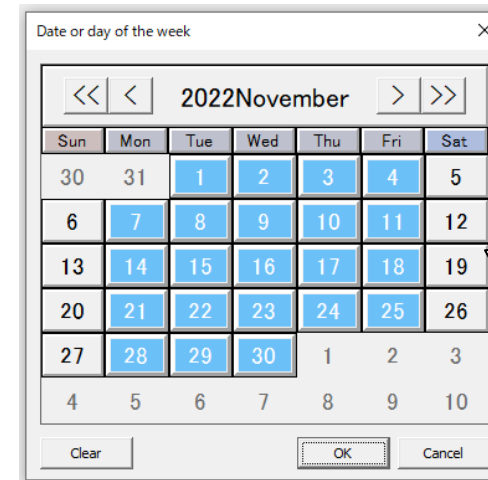 Date or day of the week
<< < 2022November > >>
Sun Mon Tue Wed Thu Fri Sat
30 31 1 2 3 4 5
6 7 8 9 10 11 12
13 14 15 16 17 18 19
20 21 22 23 24 25 26
27 28 29 30 1 2 3
4 5 6 7 8 9 10
Clear OK Cancel